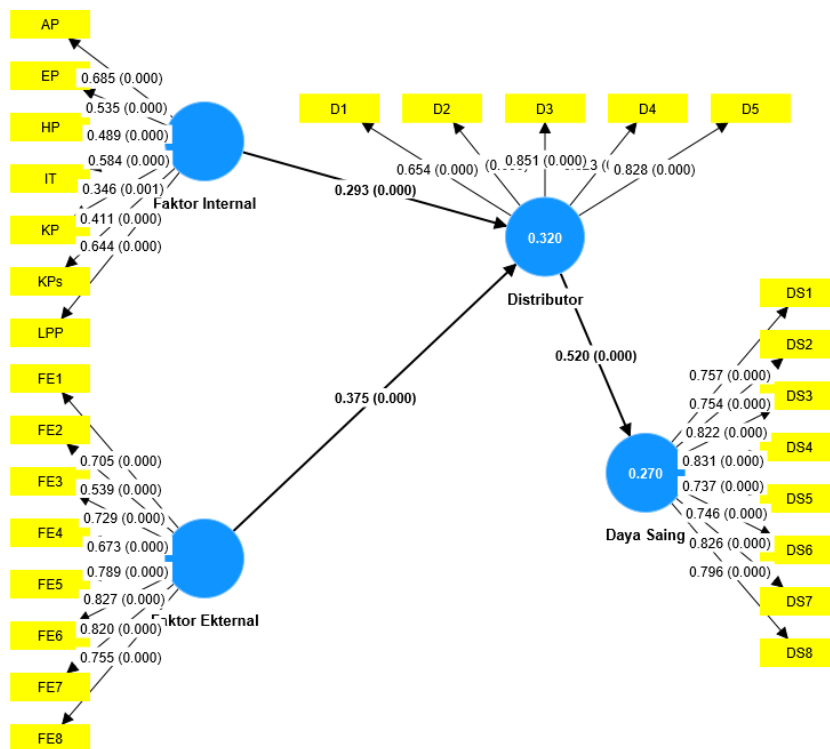 AP
EP
HP
IT
KP
KPs
LPP
0.685 (0.000)
0.535 (0.000)
0.489 (0.000)
0.584 (0.000)
0.346 (0.001)
0.411 (0.000)
0.644 (0.000)
Faktor Internal
0.293 (0.000)
D1
D2
D3
D4
D5
0.654 (0.000)
0.851 (0.000)
0.828 (0.000)
0.320
Distributor
0.520 (0.000)
0.375 (0.000)
FE1
FE2
FE3
FE4
FE5
FE6
FE7
FE8
0.705 (0.000)
0.539 (0.000)
0.729 (0.000)
0.673 (0.000)
0.789 (0.000)
0.827 (0.000)
0.820 (0.000)
0.755 (0.000)
Faktor Ekternal
0.270
Daya Saing
0.757 (0.000)
0.754 (0.000)
0.822 (0.000)
0.831 (0.000)
0.737 (0.000)
0.746 (0.000)
0.826 (0.000)
0.796 (0.000)
DS1
DS2
DS3
DS4
DS5
DS6
DS7
DS8